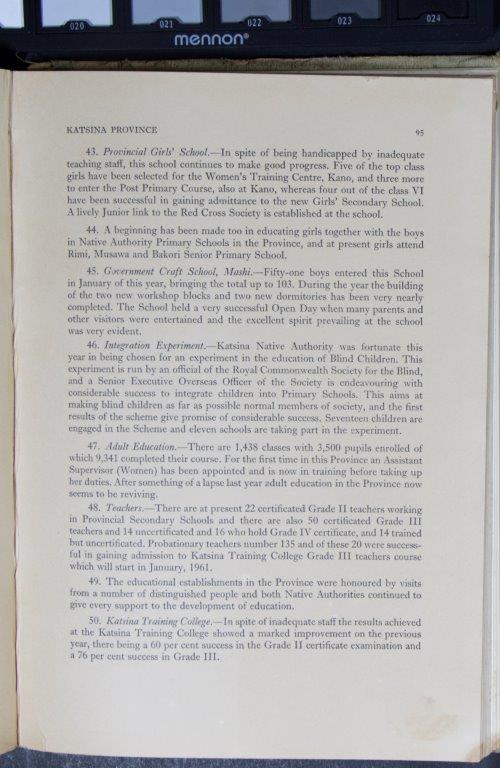 020 021 022 023 024
mennon®
KATSINA PROVINCE 95
43. Provincial Girls' School.—In spite of being handicapped by inadequate
teaching staff, this school continues to make good progress. Five of the top class
girls have been selected for the Women's Training Centre, Kano, and three more
to enter the Post Primary Course, also at Kano, whereas four out of the class VI
have been successful in gaining admittance to the new Girls' Secondary School.
A lively Junior link to the Red Cross Society is established at the school.
44. A beginning has been made too in educating girls together with the boys
in Native Authority Primary Schools in the Province, and at present girls attend
Rimi, Musawa and Bakori Senior Primary School.
45. Government Craft School, Mashi.—Fifty-one boys entered this School
in January of this year, bringing the total up to 103. During the year the building
of the two new workshop blocks and two new dormitories has been very nearly
completed. The School held a very successful Open Day when many parents and
other visitors were entertained and the excellent spirit prevailing at the school
was very evident.
46. Integration Experiment.—Katsina Native Authority was fortunate this
year in being chosen for an experiment in the education of Blind Children. This
experiment is run by an official of the Royal Commonwealth Society for the Blind,
and a Senior Executive Overseas Officer of the Society is endeavouring with
considerable success to integrate children into Primary Schools. This aims at
making blind children as far as possible normal members of society, and the first
results of the scheme give promise of considerable success. Seventeen children are
engaged in the Scheme and eleven schools are taking part in the experiment.
47. Adult Education.—There are 1,438 classes with 3,500 pupils enrolled of
which 9,341 completed their course. For the first time in this Province an Assistant
Supervisor (Women) has been appointed and is now in training before taking up
her duties. After something of a lapse last year adult education in the Province now
seems to be reviving.
48. Teachers.—There are at present 22 certificated Grade II teachers working
in Provincial Secondary Schools and there are also 50 certificated Grade III
teachers and 14 uncertificated and 16 who hold Grade IV certificate, and 14 trained
but uncertificated. Probationary teachers number 135 and of these 20 were success-
ful in gaining admission to Katsina Training College Grade III teachers course
which will start in January, 1961.
49. The educational establishments in the Province were honoured by visits
from a number of distinguished people and both Native Authorities continued to
give every support to the development of education.
50. Katsina Training College.—In spite of inadequate staff the results achieved
at the Katsina Training College showed a marked improvement on the previous
year, there being a 60 per cent success in the Grade II certificate examination and
a 76 per cent success in Grade III.